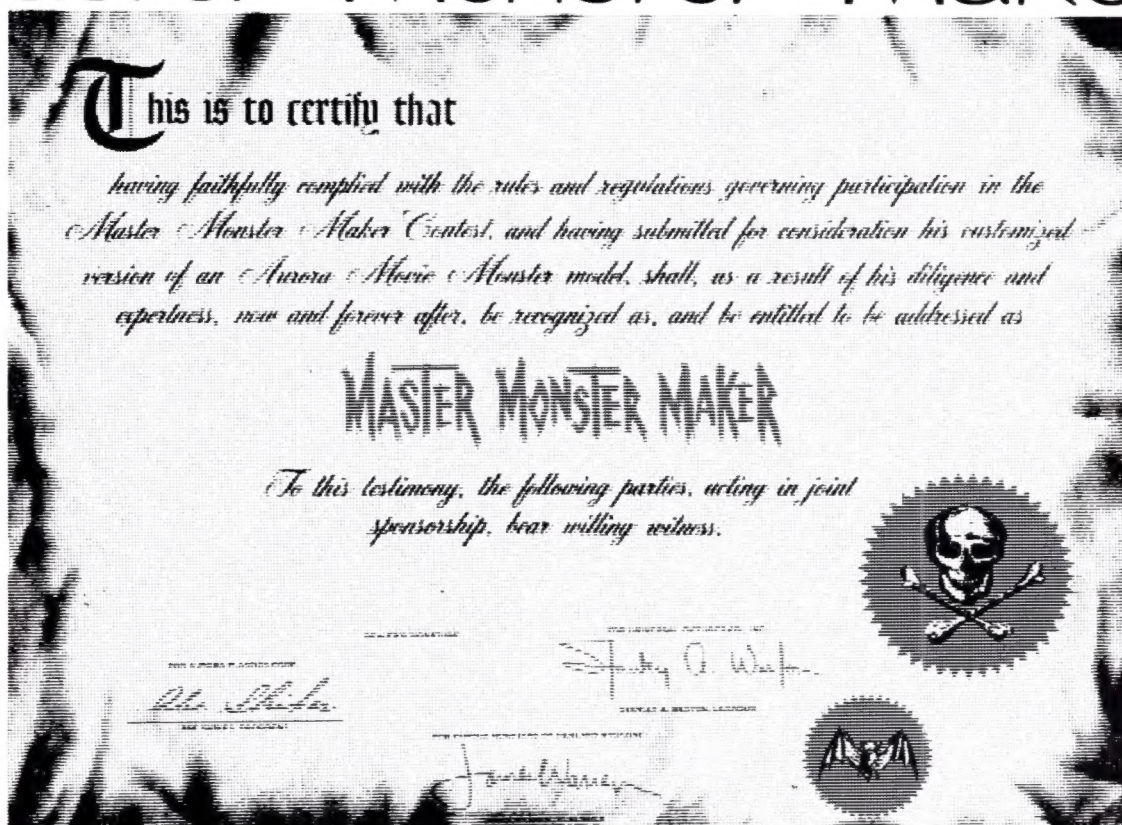 This is to certify that
having faithfully complied with the rules and regulations governing participation in the
Master Monster Maker Contest, and having submitted for consideration his customized
version of an Aurora Movie Monster model, shall, as a result of his diligence and
expertness, now and forever after, be recognized as, and be entitled to be addressed as
MASTER MONSTER MAKER
To this testimony, the following parties, acting in joint
sponsorship, bear willing witness.